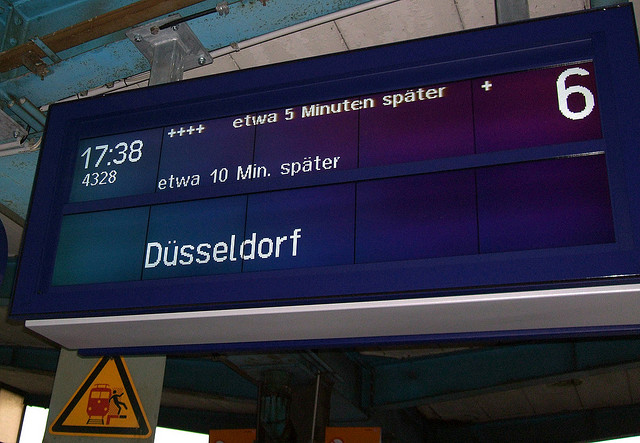 ++++ etwa 5 Minuten später +
6
17:38
4328
etwa 10 Min. später
Düsseldorf